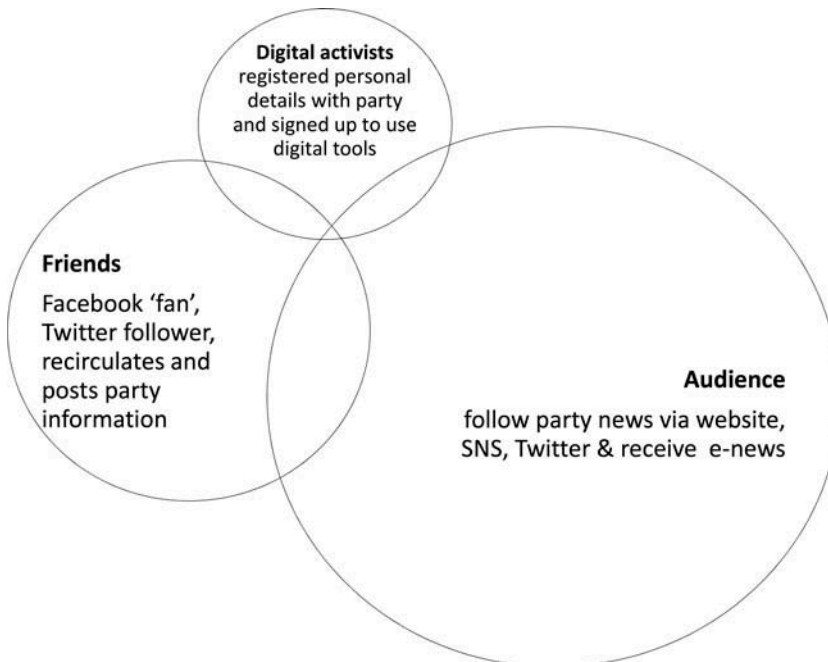 Digital activists
registered personal
details with party
and signed up to use
digital tools
Friends
Facebook ‘fan’,
Twitter follower,
recirculates and
posts party
information
Audience
follow party news via website,
SNS, Twitter & receive e-news